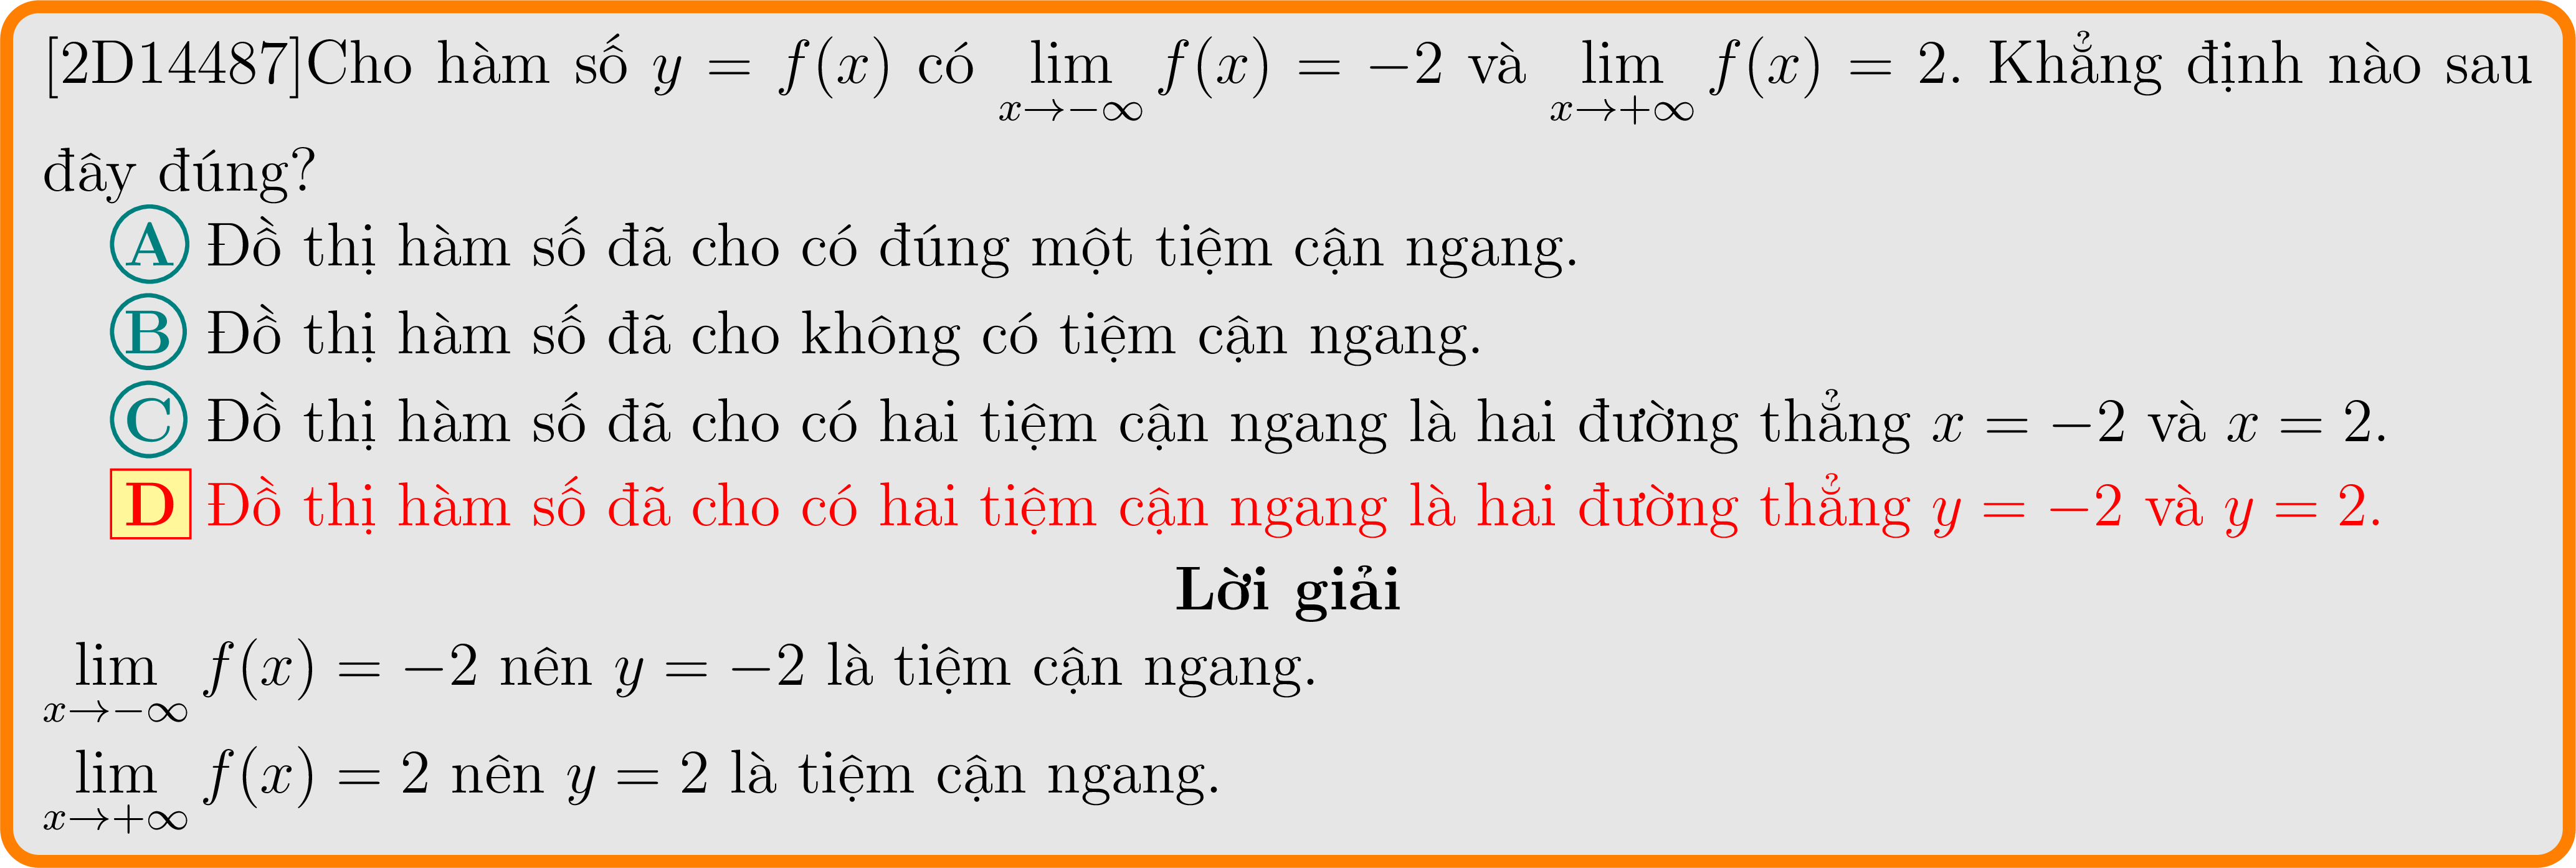 [2D14487]Cho hàm số y = f(x) có lim x→−∞ f(x) = −2 và lim x→+∞ f(x) = 2. Khẳng định nào sau
đây đúng?
A Đồ thị hàm số đã cho có đúng một tiệm cận ngang.
B Đồ thị hàm số đã cho không có tiệm cận ngang.
C Đồ thị hàm số đã cho có hai tiệm cận ngang là hai đường thẳng x = −2 và x = 2.
D Đồ thị hàm số đã cho có hai tiệm cận ngang là hai đường thẳng y = −2 và y = 2.
Lời giải
lim x→−∞ f(x) = −2 nên y = −2 là tiệm cận ngang.
lim x→+∞ f(x) = 2 nên y = 2 là tiệm cận ngang.